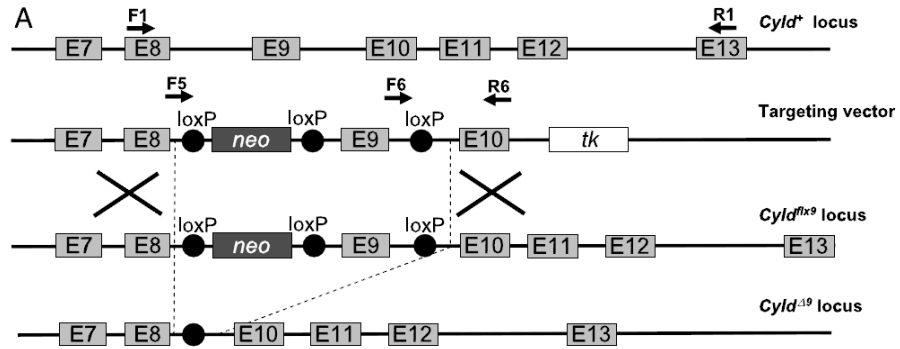 A
F1 R1 Cyld+ locus
E7 E8 E9 E10 E11 E12 E13
F5 F6 R6
loxP loxP loxP Targeting vector
E7 E8 neo E9 E10 tk
loxP loxP loxP Cyldflx9 locus
E7 E8 neo E9 E10 E11 E12 E13
CyldΔ9 locus
E7 E8 E10 E11 E12 E13